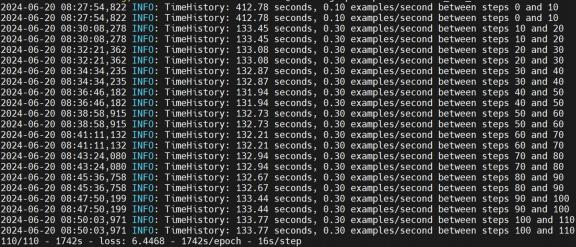 2024-06-20 08:27:54,822 INFO: TimeHistory: 412.78 seconds, 0.10 examples/second between steps 0 and 10
2024-06-20 08:27:54,822 INFO: TimeHistory: 412.78 seconds, 0.10 examples/second between steps 0 and 10
2024-06-20 08:30:08,278 INFO: TimeHistory: 133.45 seconds, 0.30 examples/second between steps 10 and 20
2024-06-20 08:30:08,278 INFO: TimeHistory: 133.45 seconds, 0.30 examples/second between steps 10 and 20
2024-06-20 08:32:21,362 INFO: TimeHistory: 133.08 seconds, 0.30 examples/second between steps 20 and 30
2024-06-20 08:32:21,362 INFO: TimeHistory: 133.08 seconds, 0.30 examples/second between steps 20 and 30
2024-06-20 08:34:34,235 INFO: TimeHistory: 132.87 seconds, 0.30 examples/second between steps 30 and 40
2024-06-20 08:34:34,235 INFO: TimeHistory: 132.87 seconds, 0.30 examples/second between steps 30 and 40
2024-06-20 08:36:46,182 INFO: TimeHistory: 131.94 seconds, 0.30 examples/second between steps 40 and 50
2024-06-20 08:36:46,182 INFO: TimeHistory: 131.94 seconds, 0.30 examples/second between steps 40 and 50
2024-06-20 08:38:58,915 INFO: TimeHistory: 132.73 seconds, 0.30 examples/second between steps 50 and 60
2024-06-20 08:38:58,915 INFO: TimeHistory: 132.73 seconds, 0.30 examples/second between steps 50 and 60
2024-06-20 08:41:11,132 INFO: TimeHistory: 132.21 seconds, 0.30 examples/second between steps 60 and 70
2024-06-20 08:41:11,132 INFO: TimeHistory: 132.21 seconds, 0.30 examples/second between steps 60 and 70
2024-06-20 08:43:24,080 INFO: TimeHistory: 132.94 seconds, 0.30 examples/second between steps 70 and 80
2024-06-20 08:43:24,080 INFO: TimeHistory: 132.94 seconds, 0.30 examples/second between steps 70 and 80
2024-06-20 08:45:36,758 INFO: TimeHistory: 132.67 seconds, 0.30 examples/second between steps 80 and 90
2024-06-20 08:45:36,758 INFO: TimeHistory: 132.67 seconds, 0.30 examples/second between steps 80 and 90
2024-06-20 08:47:50,199 INFO: TimeHistory: 133.44 seconds, 0.30 examples/second between steps 90 and 100
2024-06-20 08:47:50,199 INFO: TimeHistory: 133.44 seconds, 0.30 examples/second between steps 90 and 100
2024-06-20 08:50:03,971 INFO: TimeHistory: 133.77 seconds, 0.30 examples/second between steps 100 and 110
2024-06-20 08:50:03,971 INFO: TimeHistory: 133.77 seconds, 0.30 examples/second between steps 100 and 110
110/110 - 1742s - loss: 6.4468 - 1742s/epoch - 16s/step